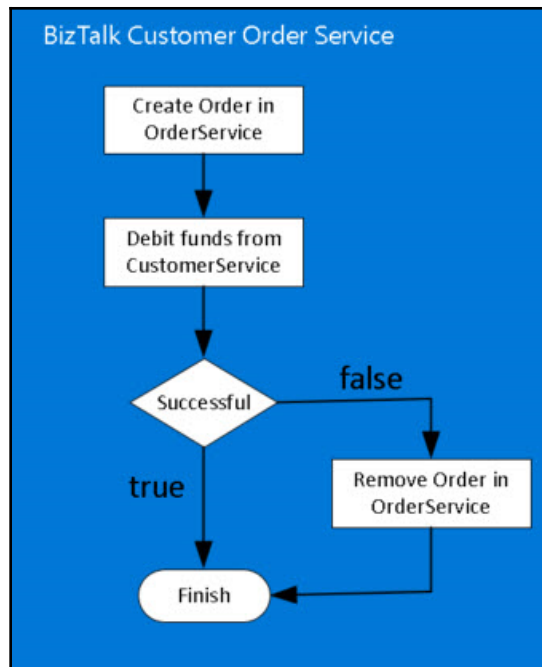 BizTalk Customer Order Service
Create Order in
OrderService
Debit funds from
CustomerService
Successful
false
true
Remove Order in
OrderService
Finish